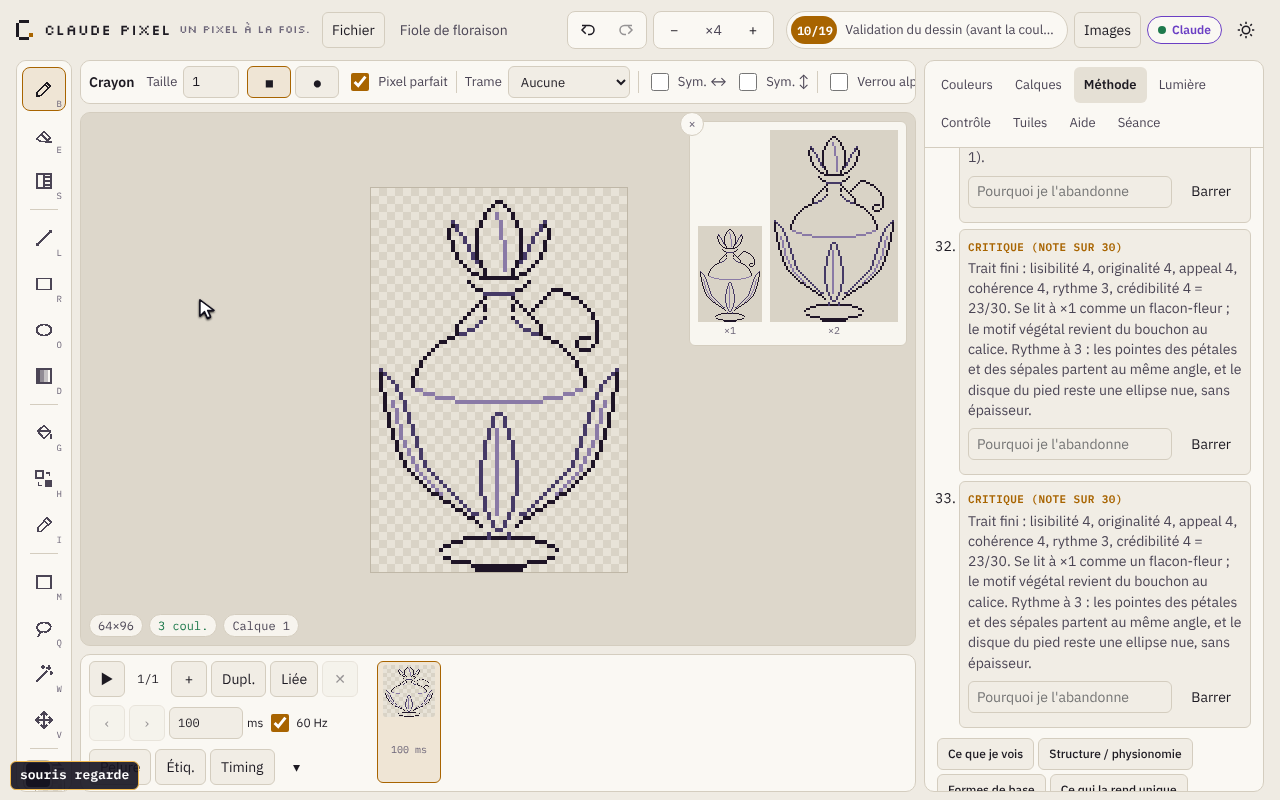 CLAUDE PIXEL UN PIXEL À LA FOIS. Fichier Fiole de floraison − ×4 + 10/19 Validation du dessin (avant la coul… Images Claude
Crayon Taille 1 Pixel parfait Trame Aucune Sym. ↔ Sym. ↕ Verrou alp
B
E
S
L
R
O
D
G
H
I
M
Q
W
V
×
×1 ×2
64×96 3 coul. Calque 1
1/1 + Dupl. Liée ×
‹ › 100 ms 60 Hz
Étiq. Timing ▼
100 ms
souris regarde
Couleurs Calques Méthode Lumière
Contrôle Tuiles Aide Séance
1).
Pourquoi je l'abandonne Barrer
32. CRITIQUE (NOTE SUR 30)
Trait fini : lisibilité 4, originalité 4, appeal 4,
cohérence 4, rythme 3, crédibilité 4 =
23/30. Se lit à ×1 comme un flacon-fleur ;
le motif végétal revient du bouchon au
calice. Rythme à 3 : les pointes des pétales
et des sépales partent au même angle, et le
disque du pied reste une ellipse nue, sans
épaisseur.
Pourquoi je l'abandonne Barrer
33. CRITIQUE (NOTE SUR 30)
Trait fini : lisibilité 4, originalité 4, appeal 4,
cohérence 4, rythme 3, crédibilité 4 =
23/30. Se lit à ×1 comme un flacon-fleur ;
le motif végétal revient du bouchon au
calice. Rythme à 3 : les pointes des pétales
et des sépales partent au même angle, et le
disque du pied reste une ellipse nue, sans
épaisseur.
Pourquoi je l'abandonne Barrer
Ce que je vois Structure / physionomie
Formes de base Ce qui la rend unique